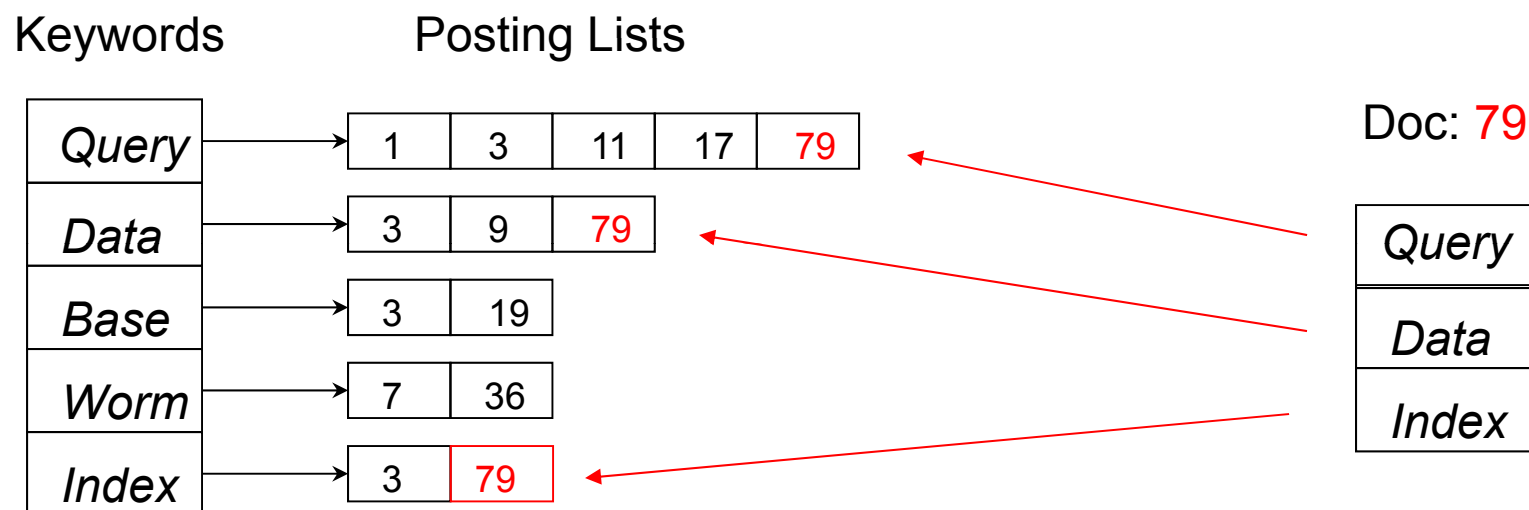 Keywords Posting Lists
Doc: 79
Query 1 3 11 17 79
Data 3 9 79
Base 3 19
Worm 7 36
Index 3 79
Query
Data
Index